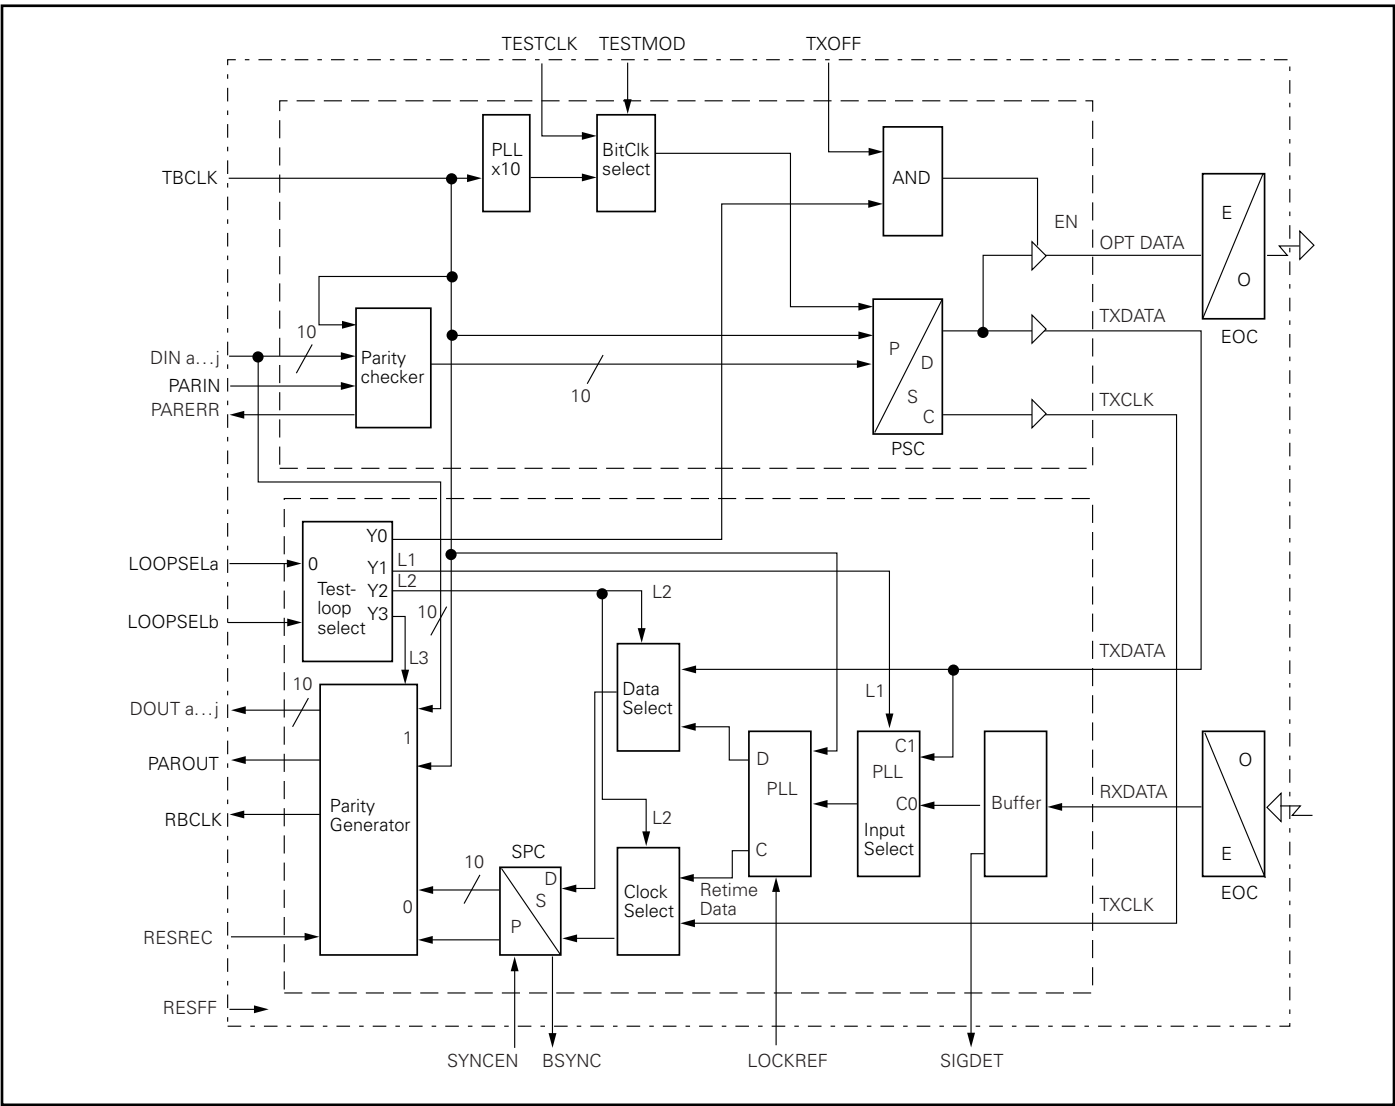 TESTCLK TESTMOD TXOFF
PLL
x10
BitClk
select
AND
TBCLK
E
O
EOC
EN
OPT DATA
10
DIN a...j
PARIN
PARERR
Parity
checker
10
P
D
S
C
PSC
TXDATA
TXCLK
LOOPSELa
LOOPSELb
0
Test-
loop
select
Y0
Y1
Y2
Y3
L1
L2
L3
10
L2
TXDATA
Data
Select
L1
10
DOUT a...j
PAROUT
RBCLK
RESREC
RESFF
1
Parity
Generator
0
D
PLL
C
C1
PLL
C0
Input
Select
Buffer
RXDATA
O
E
EOC
L2
Clock
Select
Retime
Data
TXCLK
SPC
10
D
S
P
SYNCEN BSYNC LOCKREF SIGDET